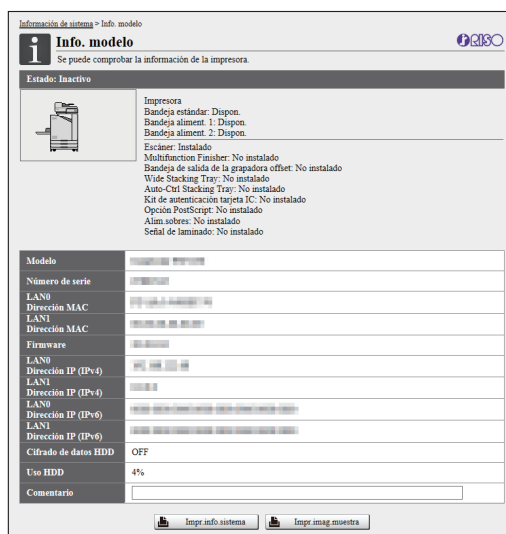 Información de sistema > Info. modelo
Info. modelo
RISO
Se puede comprobar la información de la impresora.
Estado: Inactivo
Impresora
Bandeja estándar: Dispon.
Bandeja aliment. 1: Dispon.
Bandeja aliment. 2: Dispon.
Escáner: Instalado
Multifunction Finisher: No instalado
Bandeja de salida de la grapadora offset: No instalado
Wide Stacking Tray: No instalado
Auto-Ctrl Stacking Tray: No instalado
Kit de autenticación tarjeta IC: No instalado
Opción PostScript: No instalado
Alim.sobres: No instalado
Señal de laminado: No instalado
Modelo
Número de serie
LAN0
Dirección MAC
LAN1
Dirección MAC
Firmware
LAN0
Dirección IP (IPv4)
LAN1
Dirección IP (IPv4)
LAN0
Dirección IP (IPv6)
LAN1
Dirección IP (IPv6)
Cifrado de datos HDD OFF
Uso HDD 4%
Comentario
Impr.info.sistema Impr.imag.muestra